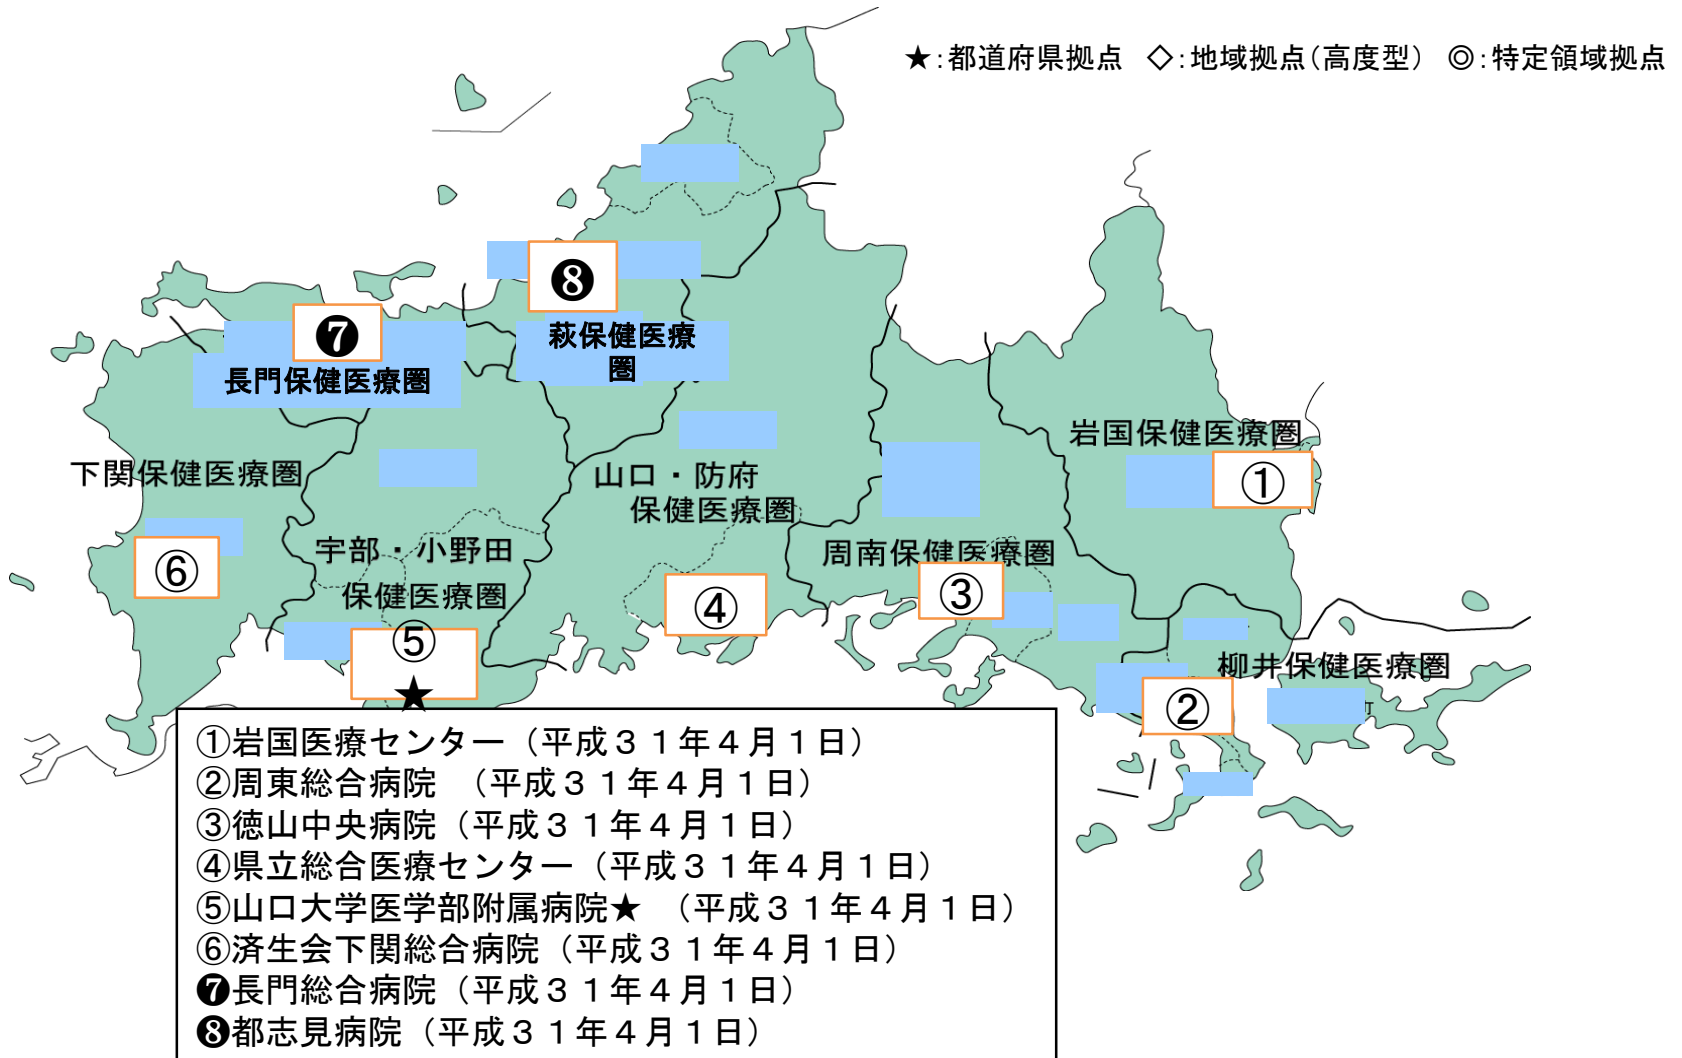 ★:都道府県拠点 ◇:地域拠点(高度型) ◎:特定領域拠点
❽
萩保健医療
圏
❼
長門保健医療圏
岩国保健医療圏
①
下関保健医療圏
山口・防府
保健医療圏
宇部・小野田
保健医療圏
周南保健医療圏
⑥
④
③
⑤
★
柳井保健医療圏
②
町
①岩国医療センター(平成31年4月1日)
②周東総合病院 (平成31年4月1日)
③徳山中央病院(平成31年4月1日)
④県立総合医療センター(平成31年4月1日)
⑤山口大学医学部附属病院★ (平成31年4月1日)
⑥済生会下関総合病院(平成31年4月1日)
❼長門総合病院(平成31年4月1日)
❽都志見病院(平成31年4月1日)